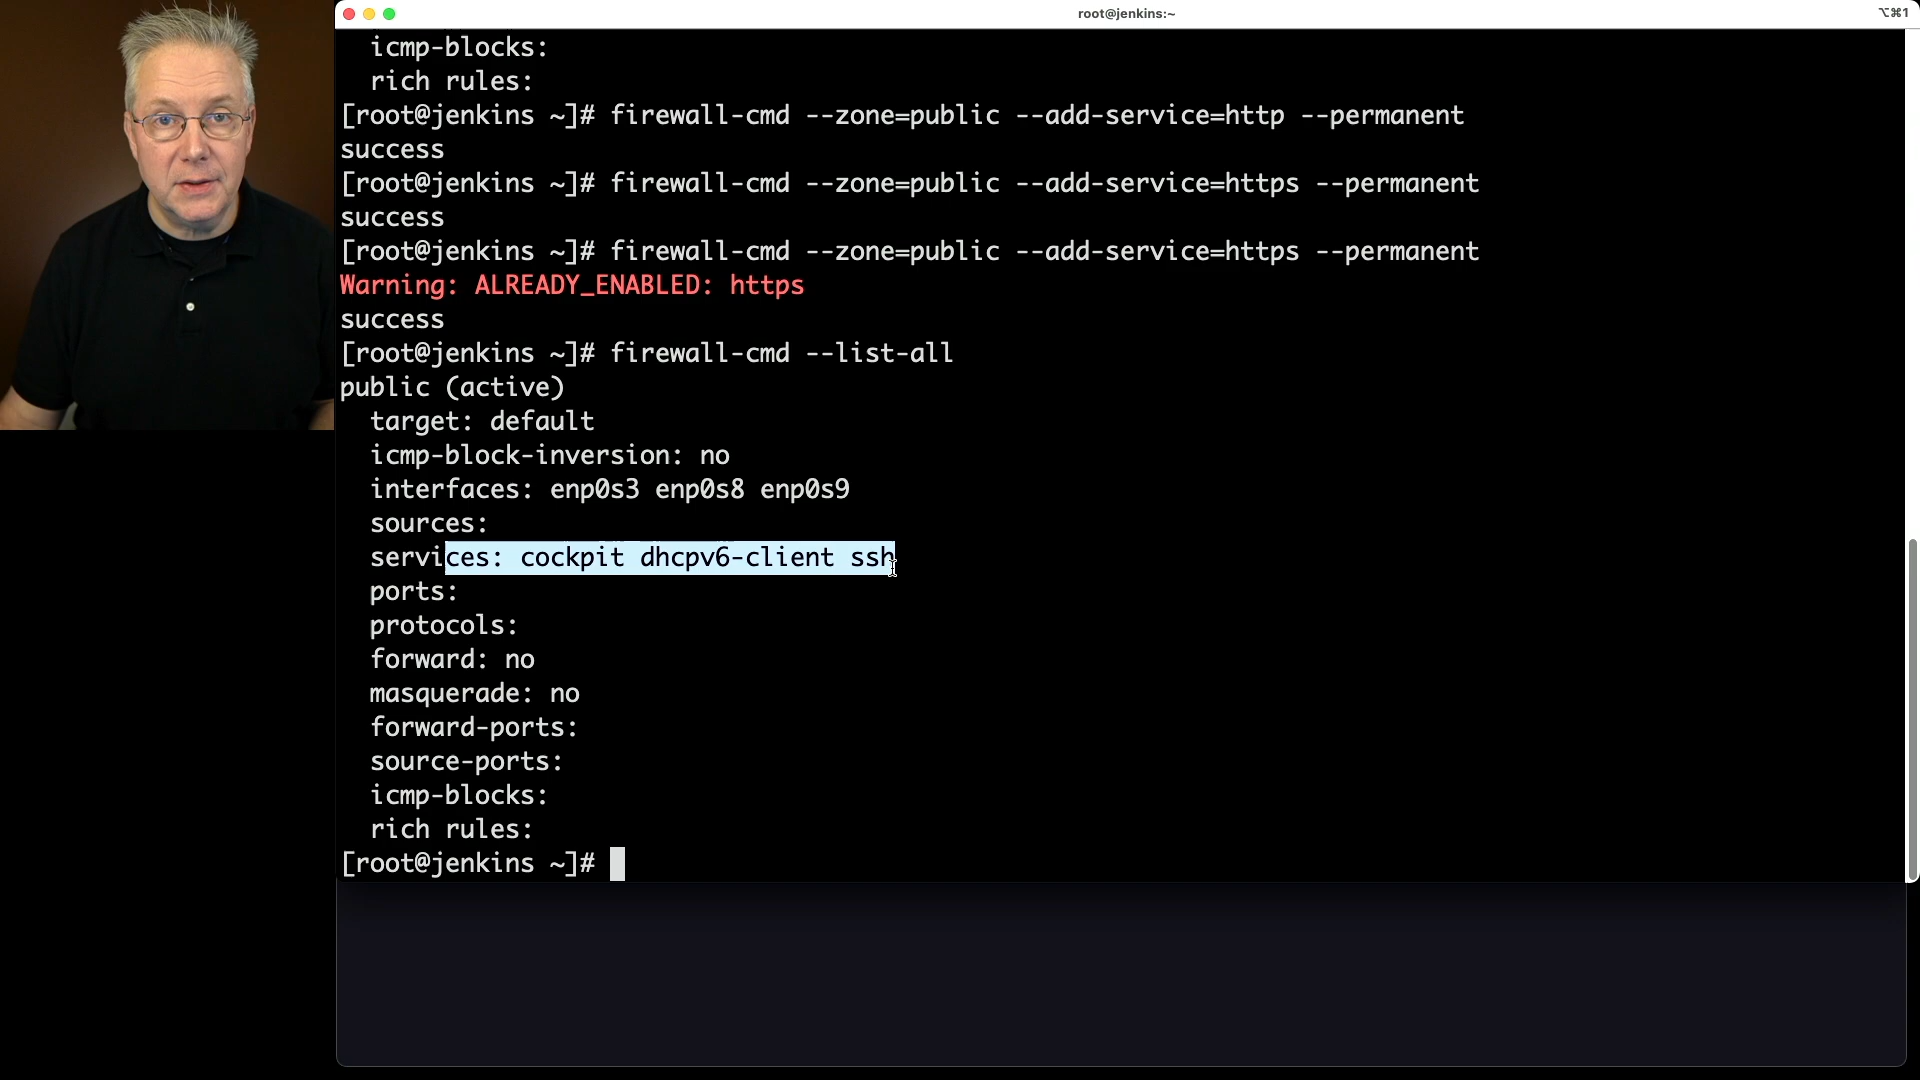 root@jenkins:~
⌥⌘1
icmp-blocks:
rich rules:
[root@jenkins ~]# firewall-cmd --zone=public --add-service=http --permanent
success
[root@jenkins ~]# firewall-cmd --zone=public --add-service=https --permanent
success
[root@jenkins ~]# firewall-cmd --zone=public --add-service=https --permanent
Warning: ALREADY_ENABLED: https
success
[root@jenkins ~]# firewall-cmd --list-all
public (active)
target: default
icmp-block-inversion: no
interfaces: enp0s3 enp0s8 enp0s9
sources:
services: cockpit dhcpv6-client ssh
ports:
protocols:
forward: no
masquerade: no
forward-ports:
source-ports:
icmp-blocks:
rich rules:
[root@jenkins ~]#